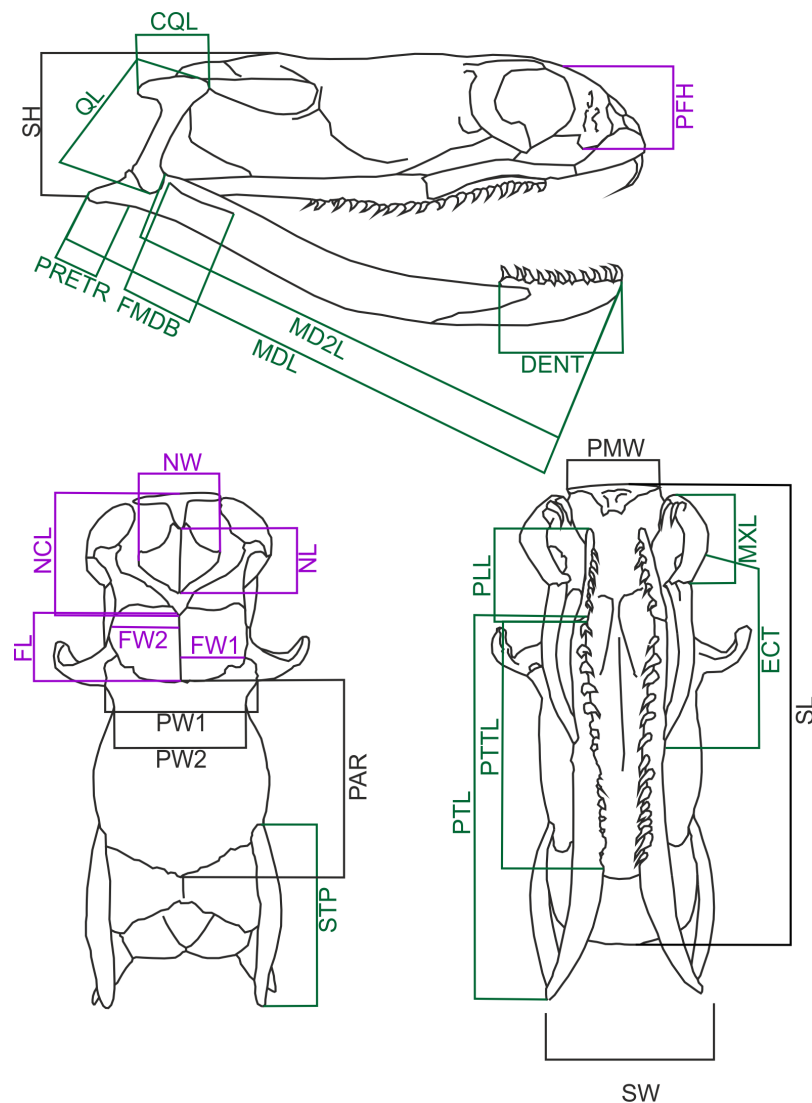 CQL
QL
SH
PFH
PRETR
FMDB
MD2L
MDL
DENT
NW
PMW
NCL
NL
MXL
PLL
FL
FW2
FW1
ECT
SL
PW1
PW2
PTTL
PAR
PTL
STP
SW